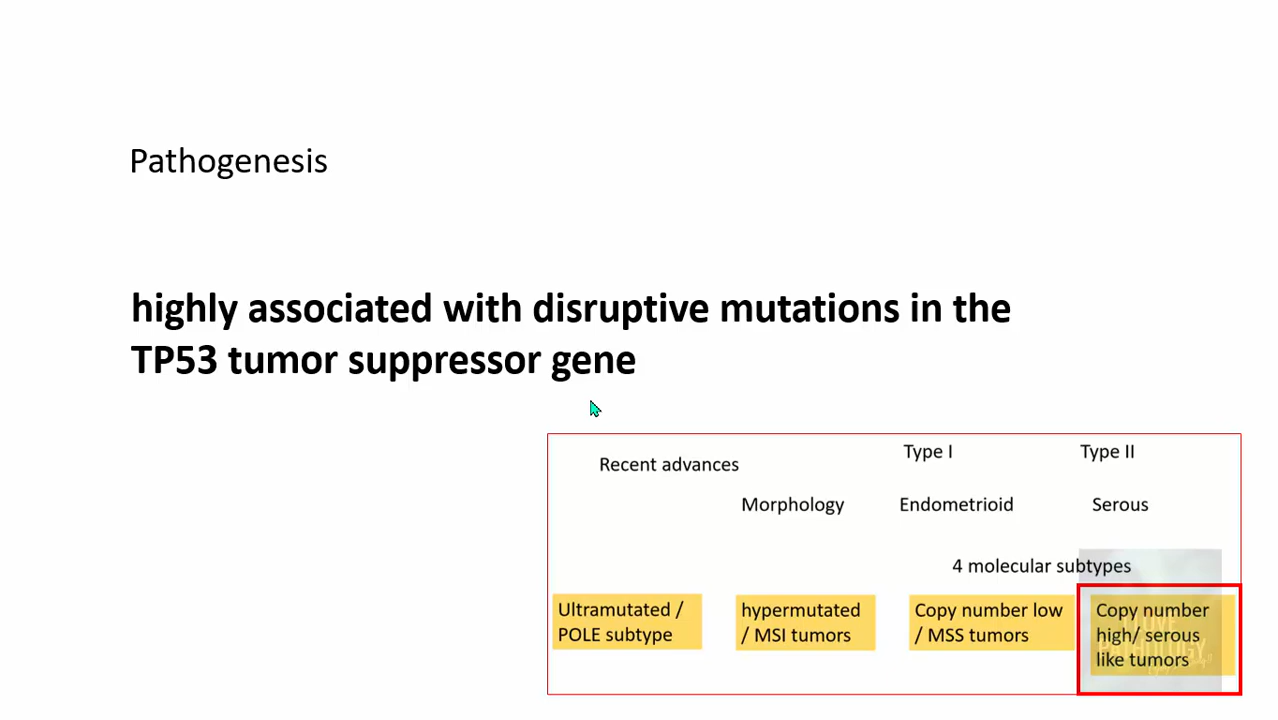 Pathogenesis
highly associated with disruptive mutations in the
TP53 tumor suppressor gene
Recent advances
Type I
Type II
Morphology
Endometrioid
Serous
4 molecular subtypes
Ultramutated /
POLE subtype
hypermutated
/ MSI tumors
Copy number low
/ MSS tumors
Copy number
high/ serous
like tumors